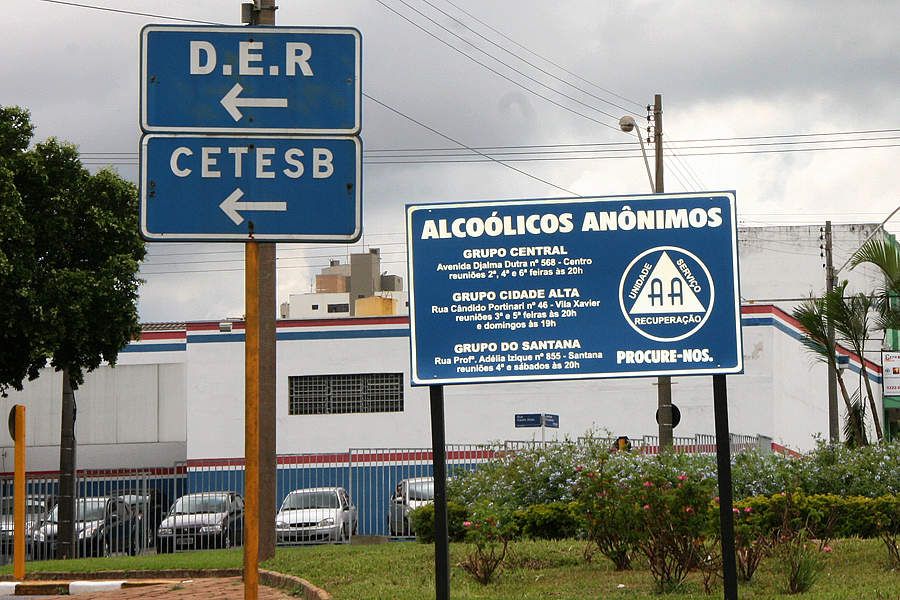 D.E.R
CETESB
ALCOÓLICOS ANÔNIMOS
GRUPO CENTRAL
Avenida Djalma Dutra nº 568 - Centro
reuniões 2ª, 4ª e 6ª feiras às 20h
GRUPO CIDADE ALTA
Rua Cândido Portinari nº 46 - Vila Xavier
reuniões 3ª e 5ª feiras às 20h
e domingos às 19h
GRUPO DO SANTANA
Rua Profª. Adélia Izique nº 855 - Santana
reuniões 4ª e sábados às 20h
UNIDADE
SERVIÇO
AA
RECUPERAÇÃO
PROCURE-NOS.